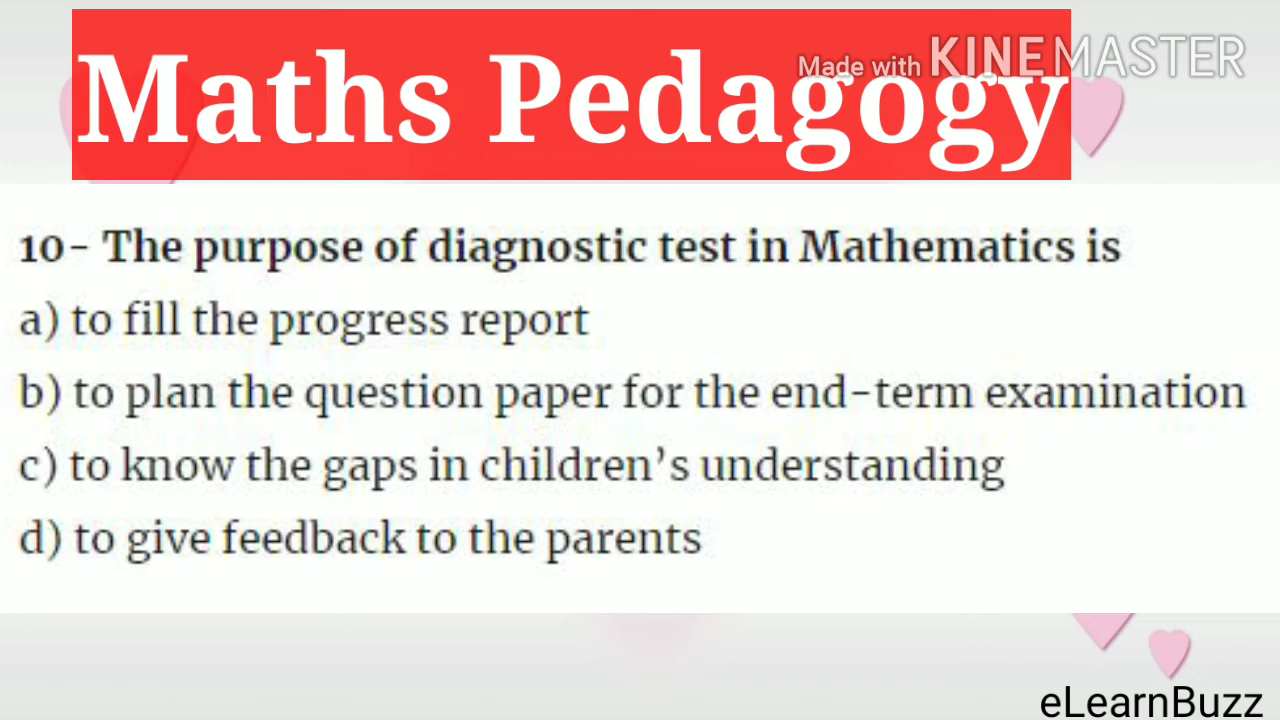 Made with KINEMASTER
Maths Pedagogy
10- The purpose of diagnostic test in Mathematics is
a) to fill the progress report
b) to plan the question paper for the end-term examination
c) to know the gaps in children’s understanding
d) to give feedback to the parents
eLearnBuzz